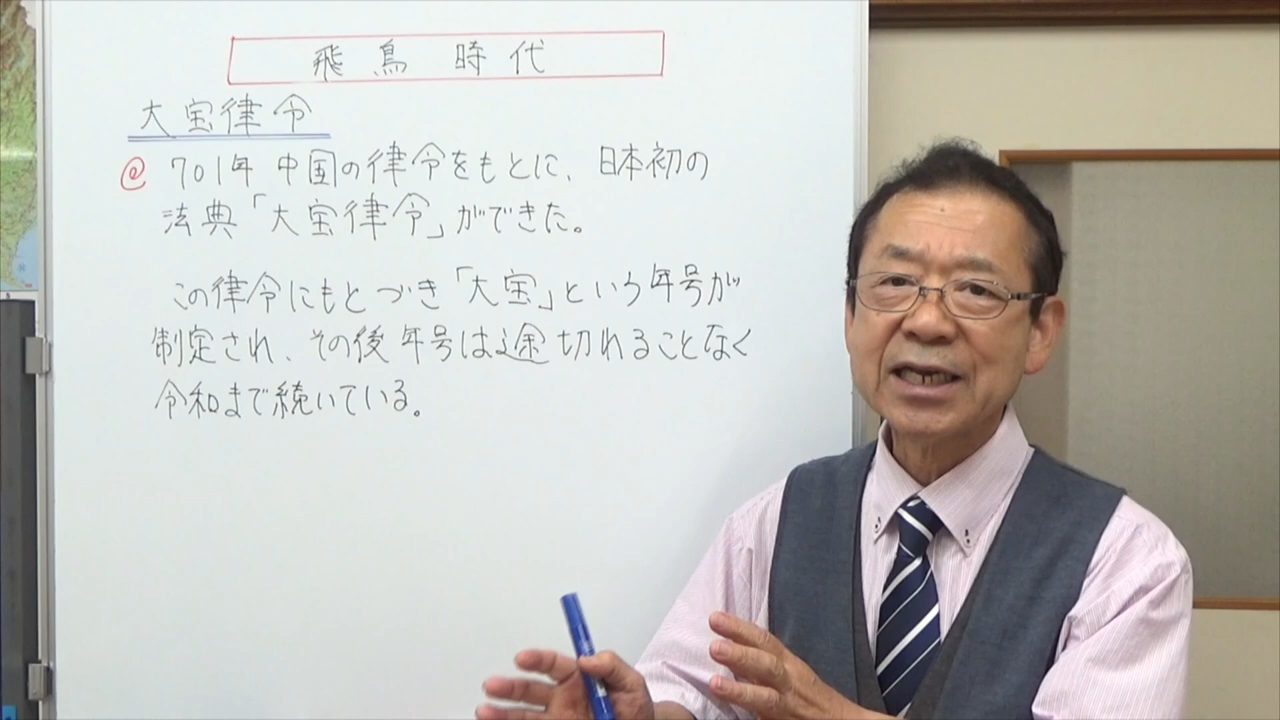 飛鳥 時代
大宝律令
@ 701年 中国の律令をもとに、日本初の
法典「大宝律令」ができた。
この律令にもとづき「大宝」という年号が
制定され、その後年号は途切れることなく
令和まで続いている。